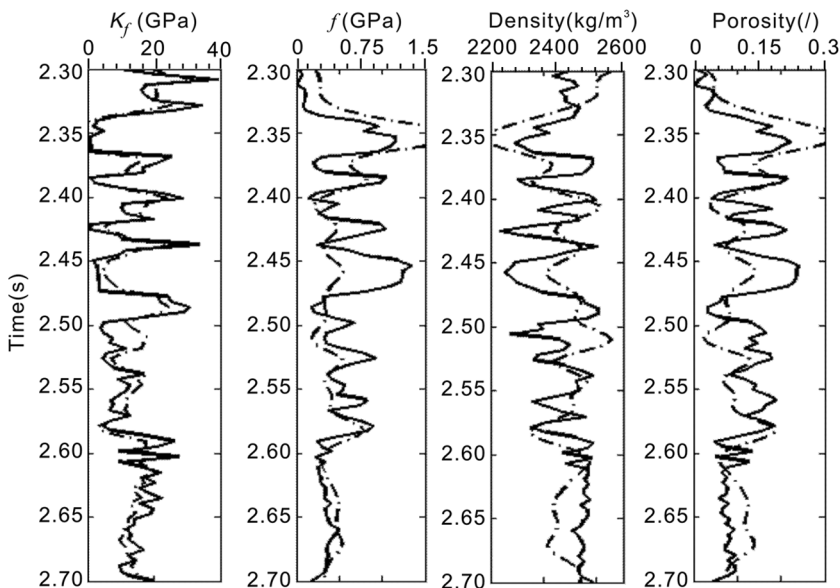 K_f (GPa) f (GPa) Density(kg/m³) Porosity(/)
0 20 40 0 0.75 1.5 2200 2400 2600 0 0.15 0.3
2.30 2.30 2.30 2.30
2.35 2.35 2.35 2.35
2.40 2.40 2.40 2.40
2.45 2.45 2.45 2.45
Time(s)
2.50 2.50 2.50 2.50
2.55 2.55 2.55 2.55
2.60 2.60 2.60 2.60
2.65 2.65 2.65 2.65
2.70 2.70 2.70 2.70